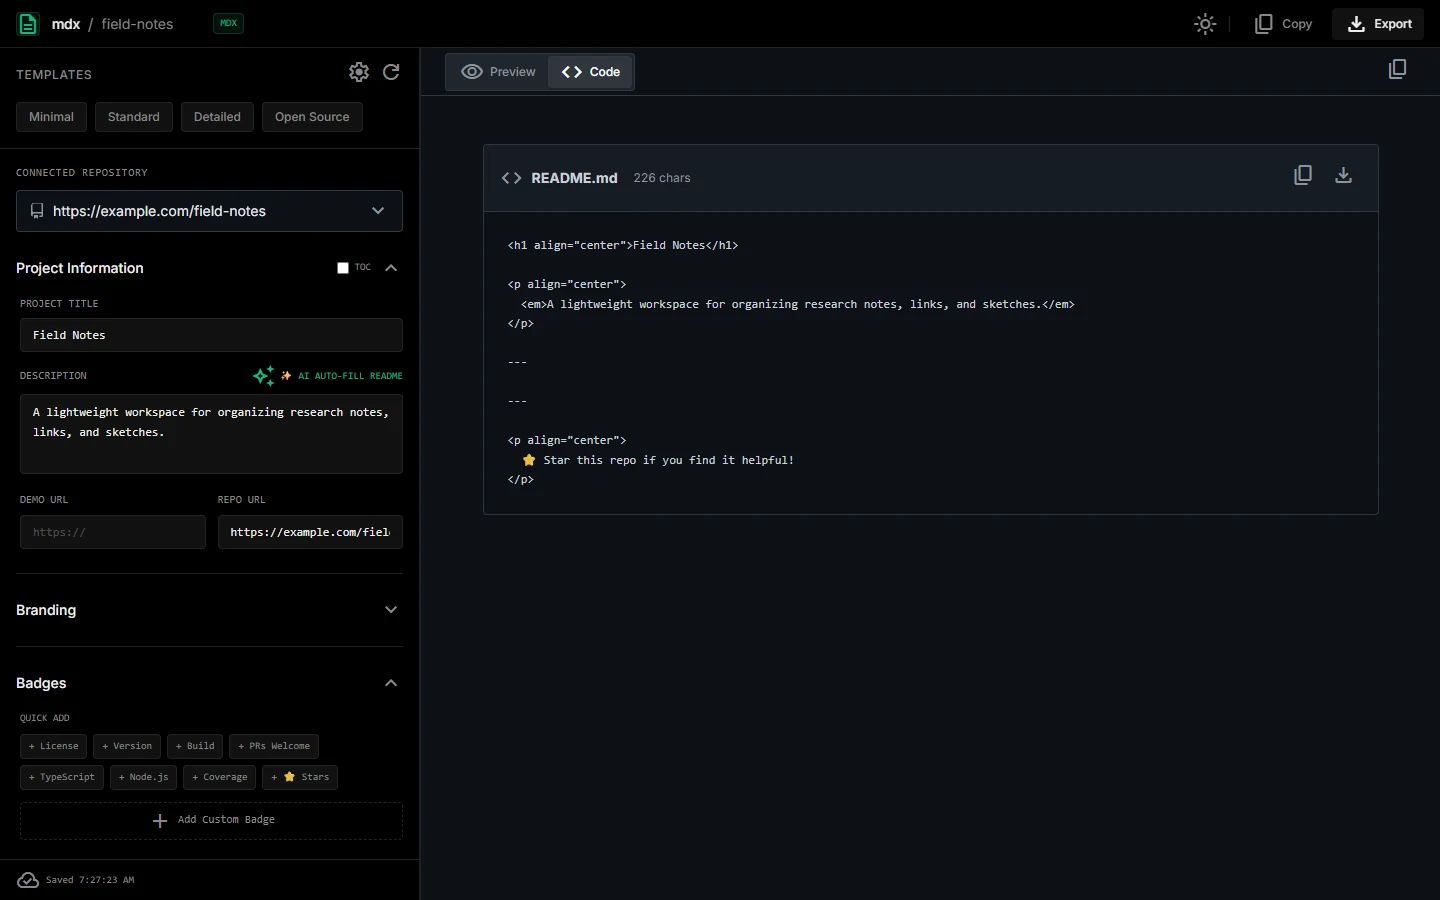 mdx / field-notes MDX
Copy
Export
TEMPLATES
Minimal
Standard
Detailed
Open Source
CONNECTED REPOSITORY
https://example.com/field-notes
Project Information
TOC
PROJECT TITLE
Field Notes
DESCRIPTION
✨ AI AUTO-FILL README
A lightweight workspace for organizing research notes,
links, and sketches.
DEMO URL
REPO URL
https://
https://example.com/fiel
Branding
Badges
QUICK ADD
+ License
+ Version
+ Build
+ PRs Welcome
+ TypeScript
+ Node.js
+ Coverage
+ ⭐ Stars
Add Custom Badge
Saved 7:27:23 AM
Preview
Code
README.md 226 chars
<h1 align="center">Field Notes</h1>
<p align="center">
<em>A lightweight workspace for organizing research notes, links, and sketches.</em>
</p>
---
---
<p align="center">
⭐ Star this repo if you find it helpful!
</p>